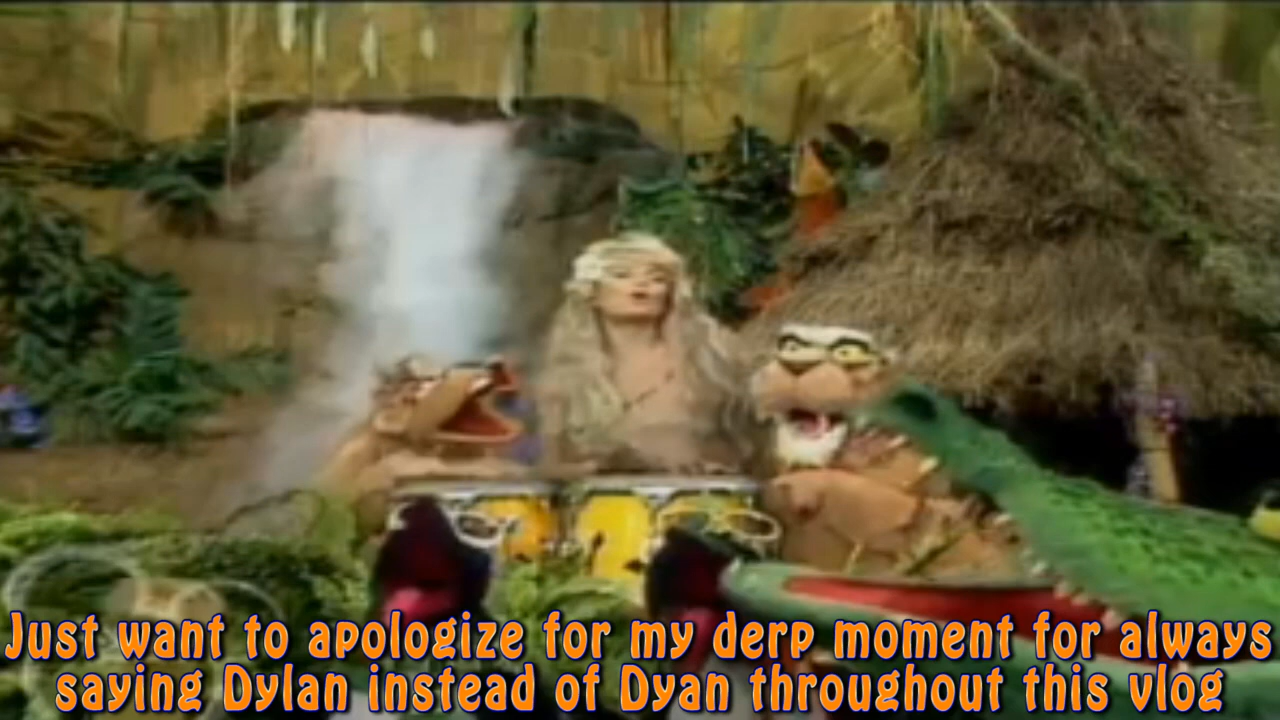 Just want to apologize for my derp moment for always
saying Dylan instead of Dyan throughout this vlog